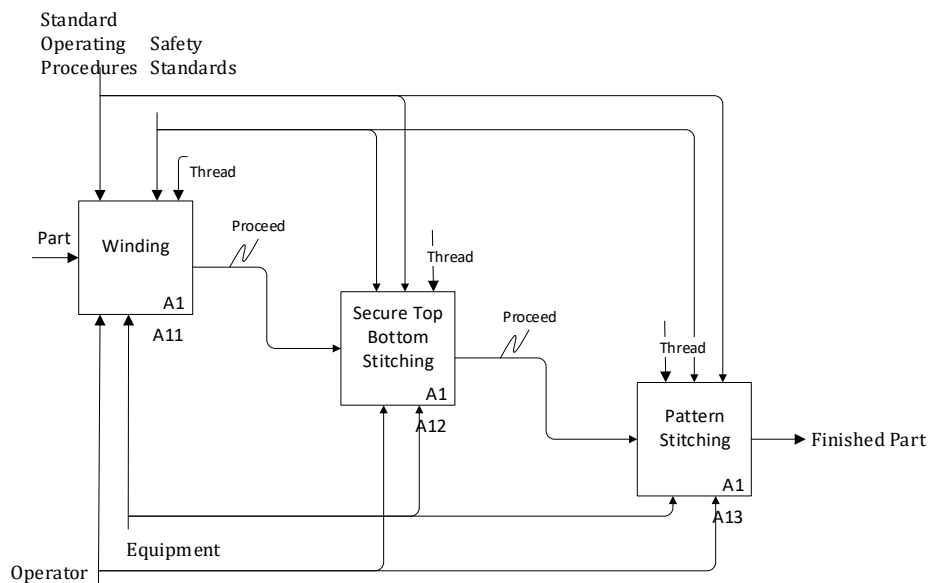 Standard
Operating
Procedures
Safety
Standards
Thread
Part
Winding
Proceed
A1
A11
Thread
Secure Top
Bottom
Stitching
Proceed
A1
A12
Thread
Pattern
Stitching
Finished Part
A1
A13
Equipment
Operator